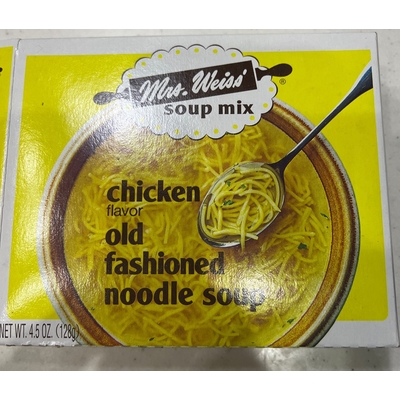 Mrs. Weiss'
soup mix
®
chicken
flavor
old
fashioned
noodle soup
NET WT. 4.5 OZ. (128g)